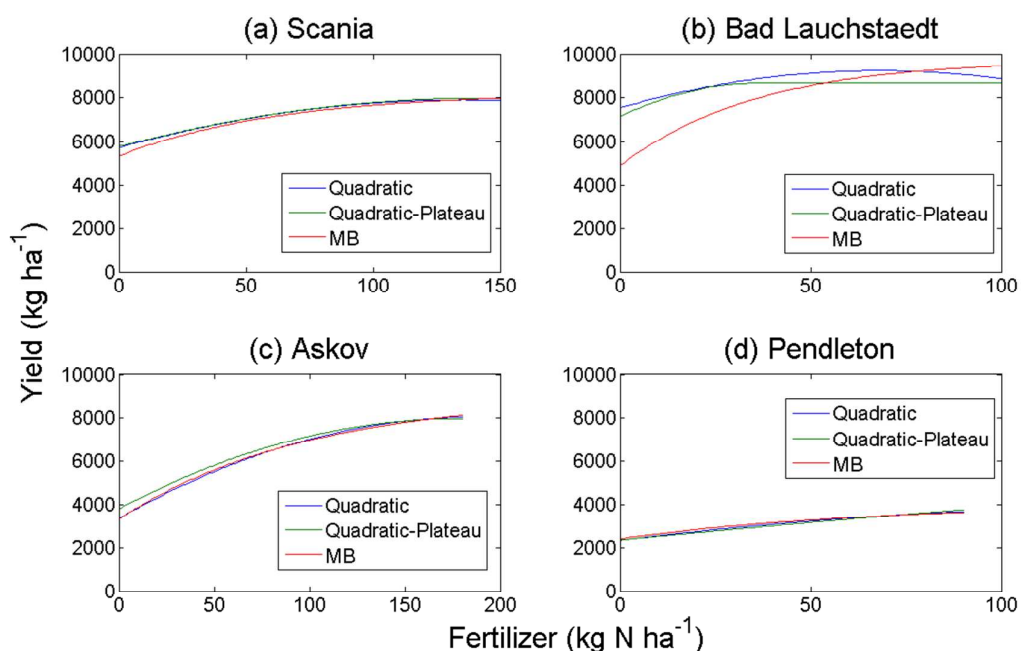 (a) Scania
10000
8000
6000
4000
2000
0
0 50 100 150
Quadratic
Quadratic-Plateau
MB
(b) Bad Lauchstaedt
10000
8000
6000
4000
2000
0
0 50 100
Quadratic
Quadratic-Plateau
MB
Yield (kg ha⁻¹)
(c) Askov
10000
8000
6000
4000
2000
0
0 50 100 150 200
Quadratic
Quadratic-Plateau
MB
(d) Pendleton
10000
8000
6000
4000
2000
0
0 50 100
Quadratic
Quadratic-Plateau
MB
Fertilizer (kg N ha⁻¹)